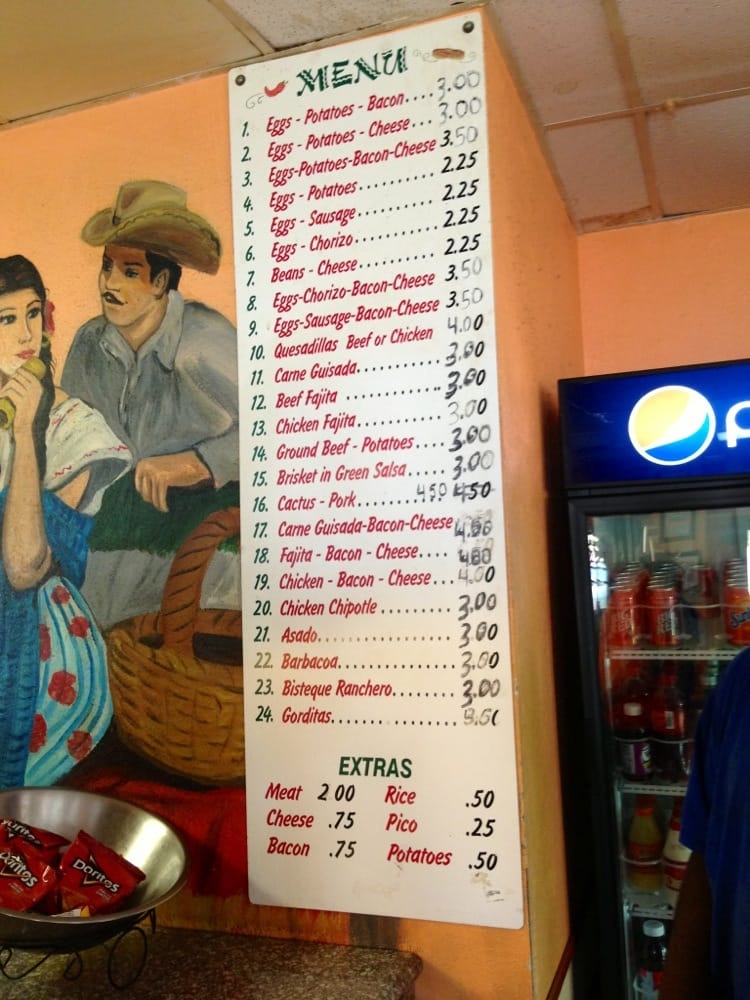 MENÚ
1. Eggs - Potatoes - Bacon.... 3.00
2. Eggs - Potatoes - Cheese... 3.00
3. Eggs-Potatoes-Bacon-Cheese 3.50
4. Eggs - Potatoes......... 2.25
5. Eggs - Sausage......... 2.25
6. Eggs - Chorizo.......... 2.25
7. Beans - Cheese......... 2.25
8. Eggs-Chorizo-Bacon-Cheese 3.50
9. Eggs-Sausage-Bacon-Cheese 3.50
10. Quesadillas Beef or Chicken 4.00
11. Carne Guisada........... 3.00
12. Beef Fajita ............ 3.00
13. Chicken Fajita.......... 3.00
14. Ground Beef - Potatoes.... 3.00
15. Brisket in Green Salsa..... 3.00
16. Cactus - Pork........ 4.50 4.50
17. Carne Guisada-Bacon-Cheese
18. Fajita - Bacon - Cheese.... 4.00
19. Chicken - Bacon - Cheese... 4.00
20. Chicken Chipotle ......... 3.00
21. Asado................. 3.00
22. Barbacoa............... 3.00
23. Bisteque Ranchero........ 3.00
24. Gorditas................
EXTRAS
Meat 2 00 Rice .50
Cheese .75 Pico .25
Bacon .75 Potatoes .50
Doritos
Doritos